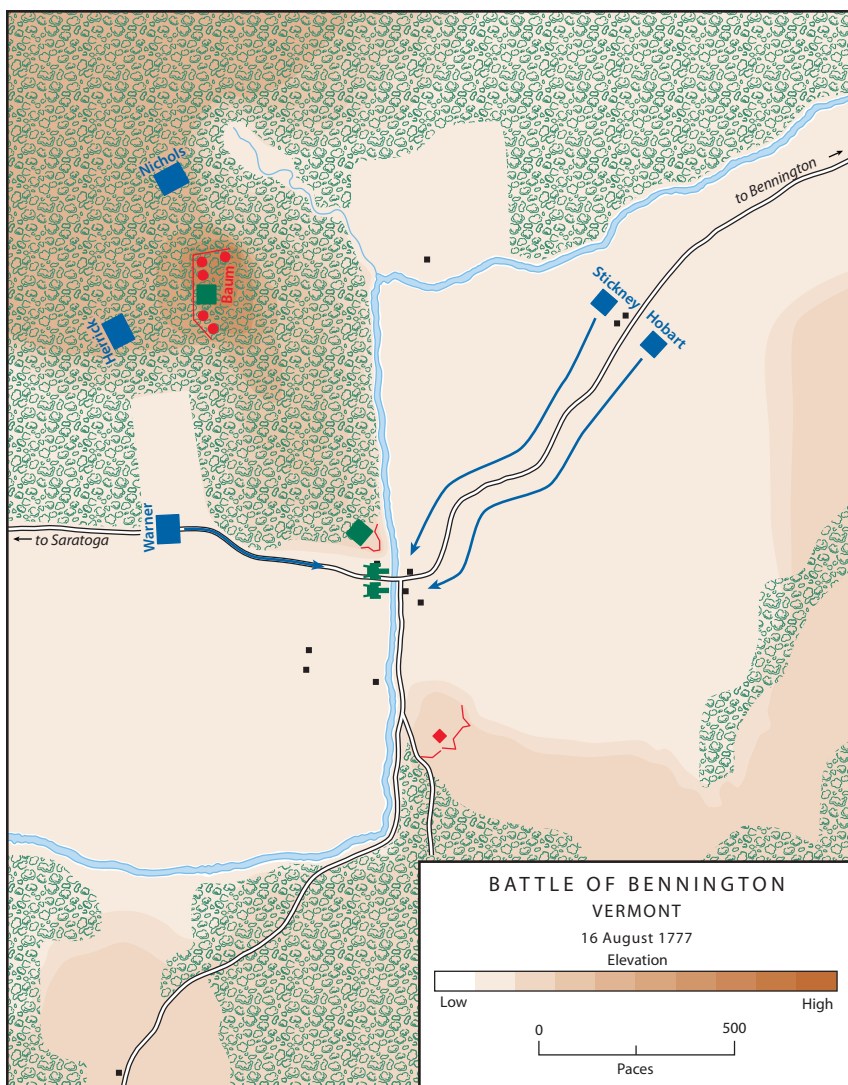 Nichols
to Bennington
Baum
Stickney
Hobart
Herrick
Warner
to Saratoga
BATTLE OF BENNINGTON
VERMONT
16 August 1777
Elevation
Low
High
0
500
Paces